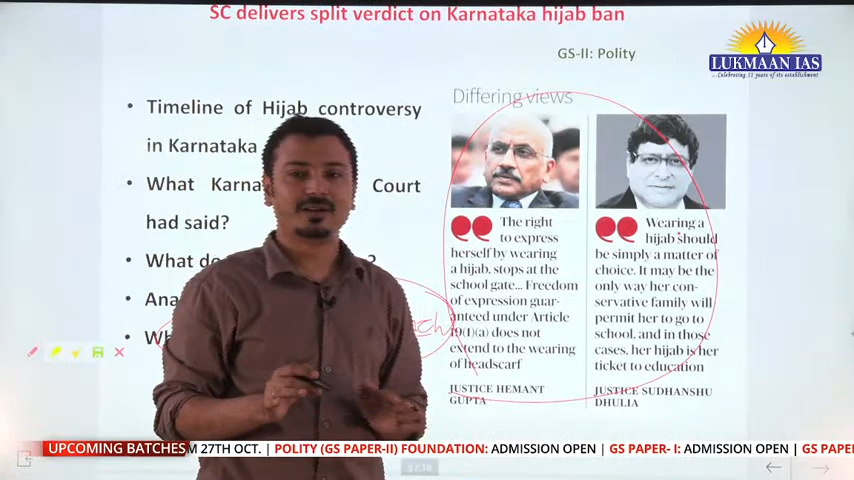 SC delivers split verdict on Karnataka hijab ban
GS-II: Polity
LUKMAAN IAS
...Celebrating 11 years of its establishment
• Timeline of Hijab controversy
in Karnataka
• What Court
had said?
• What ?
•
•
Differing views
The right
to express
herself by wearing
a hijab, stops at the
school gate... Freedom
of expression guar-
anteed under Article
19(1)(a) does not
extend to the wearing
of headscarf
JUSTICE HEMANT
GUPTA
Wearing a
hijab should
be simply a matter of
choice. It may be the
only way her con-
servative family will
permit her to go to
school, and in those
cases, her hijab is her
ticket to education
JUSTICE SUDHANSHU
DHULIA
UPCOMING BATCHES M 27TH OCT. | POLITY (GS PAPER-II) FOUNDATION: ADMISSION OPEN | GS PAPER- I: ADMISSION OPEN | GS PAPE